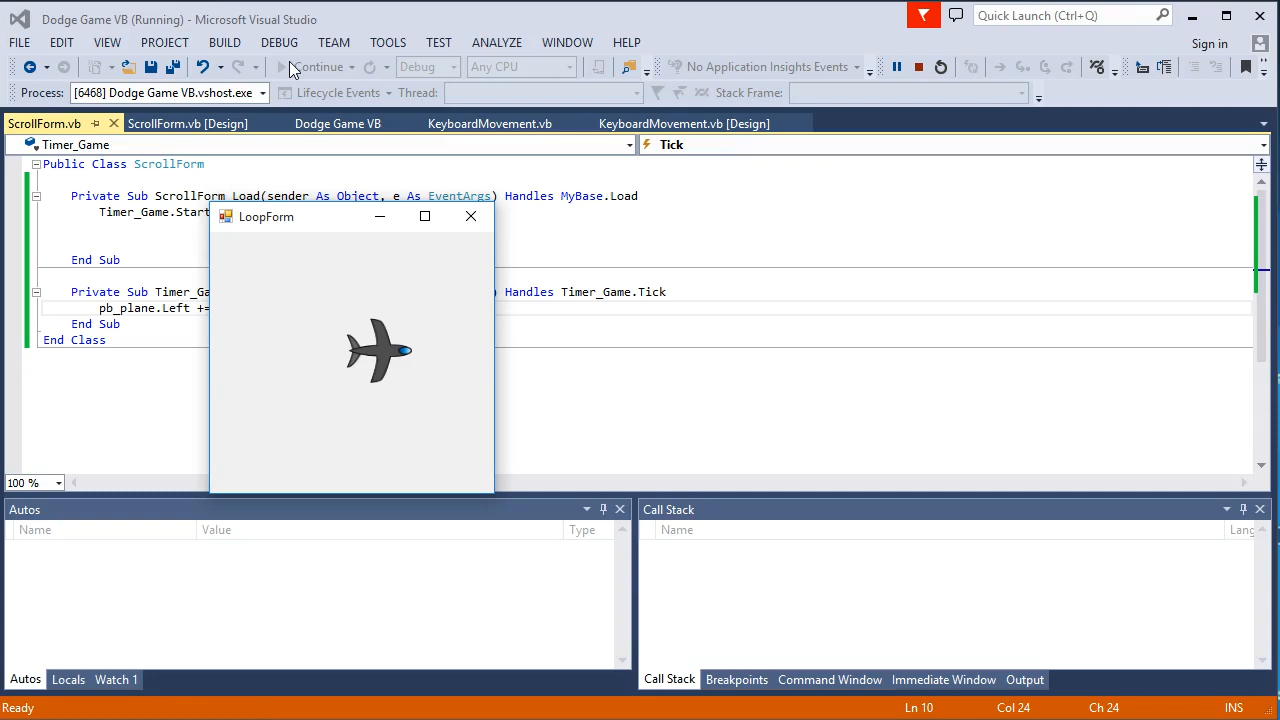 Dodge Game VB (Running) - Microsoft Visual Studio
Quick Launch (Ctrl+Q)
FILE EDIT VIEW PROJECT BUILD DEBUG TEAM TOOLS TEST ANALYZE WINDOW HELP
Sign in
Continue Debug Any CPU No Application Insights Events
Process: [6468] Dodge Game VB.vshost.exe Lifecycle Events Thread: Stack Frame:
ScrollForm.vb ScrollForm.vb [Design] Dodge Game VB KeyboardMovement.vb KeyboardMovement.vb [Design]
Timer_Game Tick
Public Class ScrollForm
Private Sub ScrollForm_Load(sender As Object, e As EventArgs) Handles MyBase.Load
Timer_Game.Start
LoopForm
End Sub
Private Sub Timer_Ga ) Handles Timer_Game.Tick
pb_plane.Left +=
End Sub
End Class
100 %
Autos
Name Value Type
Call Stack
Name Lang
Autos Locals Watch 1
Call Stack Breakpoints Command Window Immediate Window Output
Ready Ln 10 Col 24 Ch 24 INS